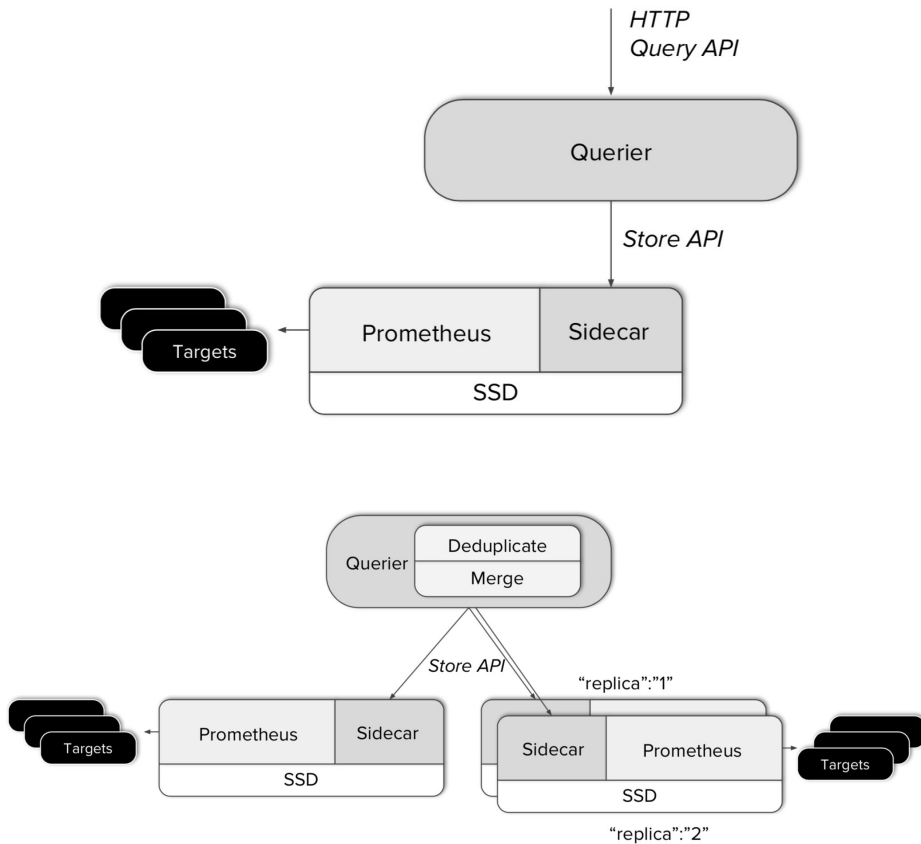 HTTP
Query API
Querier
Store API
Prometheus
Sidecar
Targets
SSD
Querier
Deduplicate
Merge
Store API
“replica”:”1”
Prometheus
Sidecar
Targets
SSD
Sidecar
Prometheus
Targets
SSD
“replica”:”2”